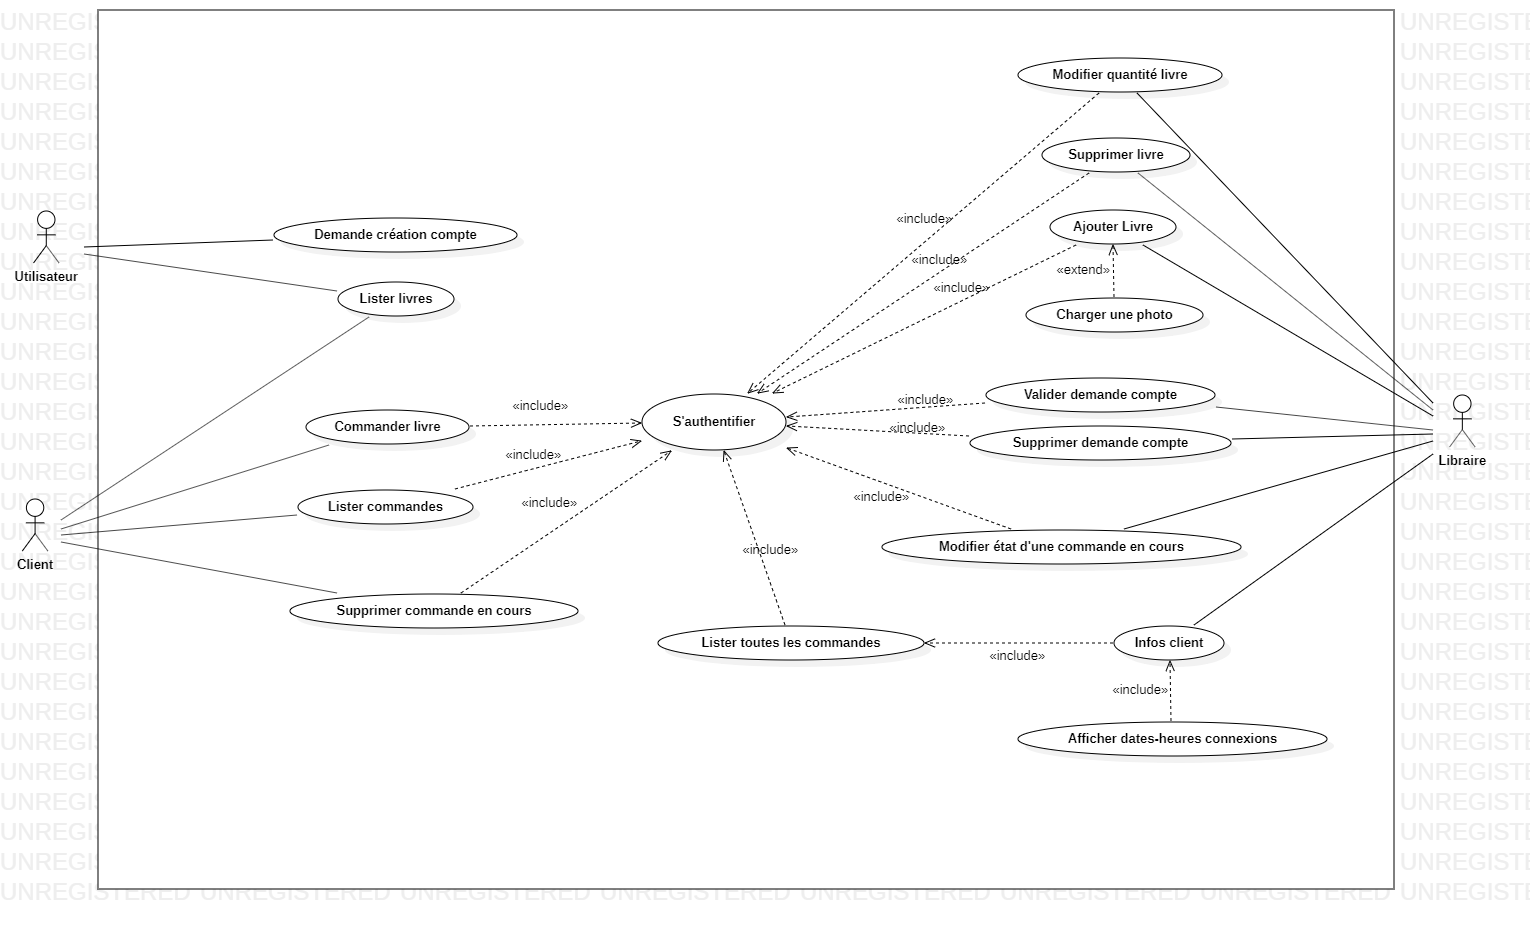 Modifier quantité livre
Supprimer livre
«include»
Ajouter Livre
Demande création compte
«include»
«extend»
Utilisateur
«include»
Lister livres
Charger une photo
Valider demande compte
«include»
«include»
S'authentifier
Commander livre
«include»
Supprimer demande compte
«include»
Libraire
«include»
«include»
Lister commandes
Modifier état d'une commande en cours
«include»
Client
Supprimer commande en cours
Lister toutes les commandes
Infos client
«include»
«include»
Afficher dates-heures connexions
UNREGISTERED UNREGISTERED UNREGISTERED UNREGISTERED UNREGISTERED UNREGISTERED UNREGISTERED UNREGISTE